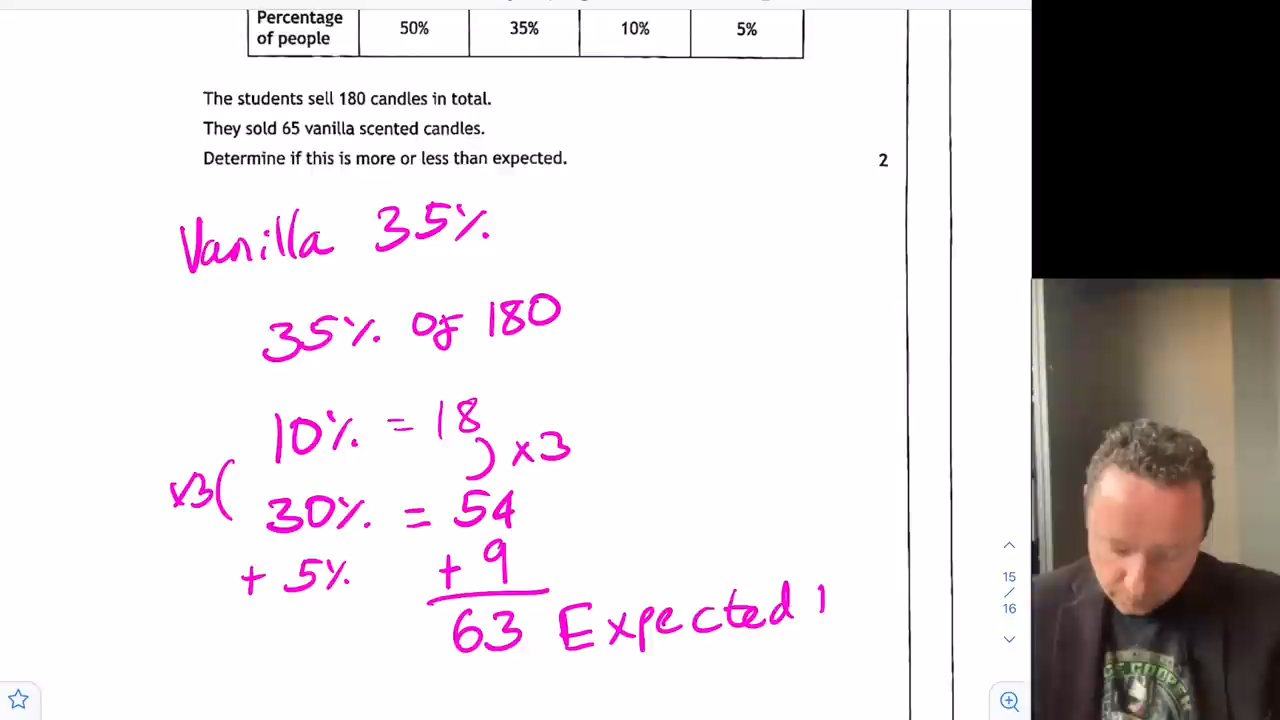 Percentage of people 50% 35% 10% 5%
The students sell 180 candles in total.
They sold 65 vanilla scented candles.
Determine if this is more or less than expected.
2
Vanilla 35%
35% of 180
10% = 18
×3 ×3
30% = 54
+ 5% + 9
63 Expected
15
/
16